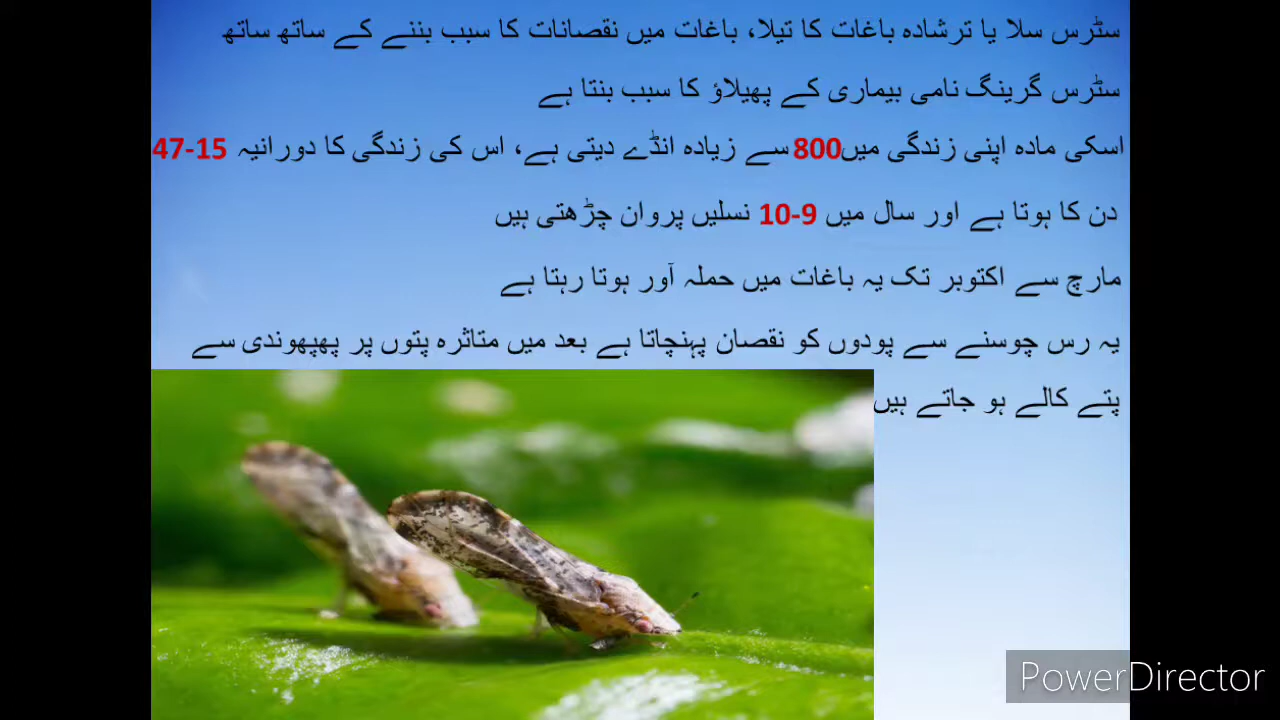 سٹرس سلا یا ترشادہ باغات کا تیلا، باغات میں نقصانات کا سبب بننے کے ساتھ ساتھ
سٹرس گرینگ نامی بیماری کے پھیلاؤ کا سبب بنتا ہے
اسکی مادہ اپنی زندگی میں800 سے زیادہ انڈے دیتی ہے، اس کی زندگی کا دورانیہ 15-47
دن کا ہوتا ہے اور سال میں 9-10 نسلیں پروان چڑھتی ہیں
مارچ سے اکتوبر تک یہ باغات میں حملہ آور ہوتا رہتا ہے
یہ رس چوسنے سے پودوں کو نقصان پہنچاتا ہے بعد میں متاثرہ پتوں پر پھپھوندی سے
پتے کالے ہو جاتے ہیں
PowerDirector